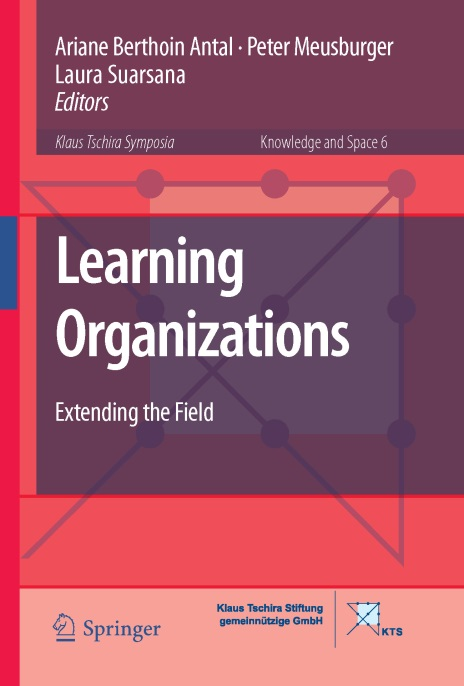 Ariane Berthoin Antal · Peter Meusburger
Laura Suarsana
Editors
Klaus Tschira Symposia Knowledge and Space 6
Learning
Organizations
Extending the Field
Springer
Klaus Tschira Stiftung
gemeinnützige GmbH
KTS